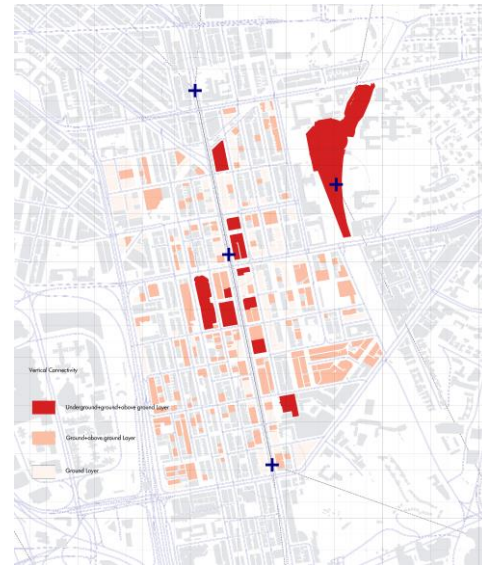 Vertical Connectivity
Underground+ground+above ground Layer
Ground+above ground Layer
Ground Layer